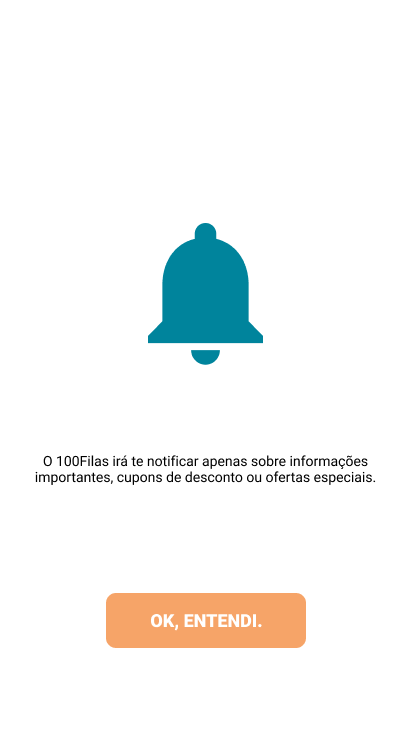 O 100Filas irá te notificar apenas sobre informações
importantes, cupons de desconto ou ofertas especiais.
OK, ENTENDI.